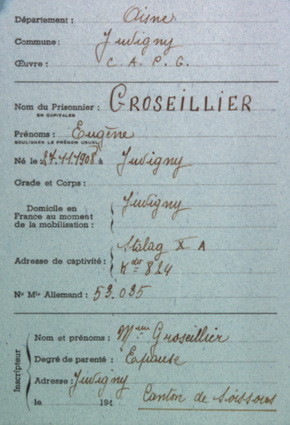 Département : Aisne
Commune : Juvigny
Œuvre : C. A. P. G.
Nom du Prisonnier : GROSEILLIER
EN CAPITALES
Prénoms : Eugène
SOULIGNER LE PRÉNOM USUEL
Né le 27.11.1908 à Juvigny
Grade et Corps :
Domicile en
France au moment
de la mobilisation :
Juvigny
Adresse de captivité :
Stalag X A
Kdo 824
No Mle Allemand : 53.035
Inscripteur
Nom et prénoms : Mme Groseillier
Degré de parenté : Epouse
Adresse : Juvigny
le 194 Canton de Soissons